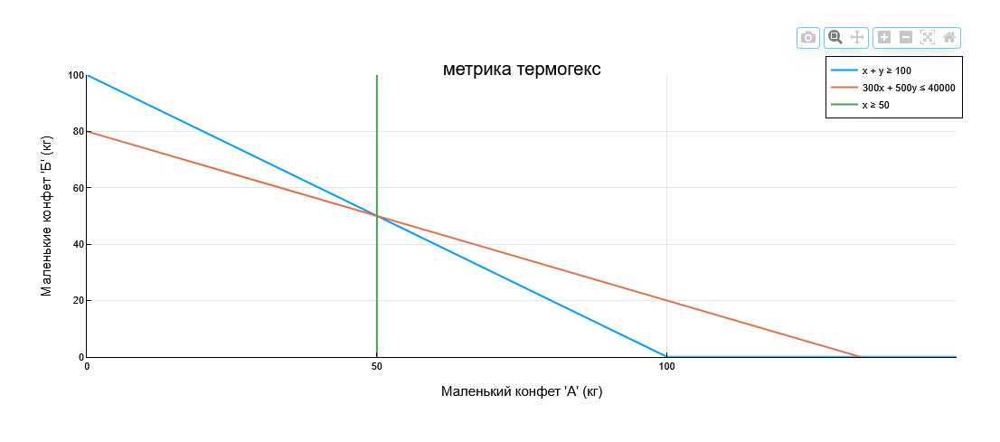 метрика термогекс
x + y ≥ 100
300x + 500y ≤ 40000
x ≥ 50
Маленькие конфет 'Б' (кг)
100
80
60
40
20
0
0
50
100
Маленький конфет 'А' (кг)